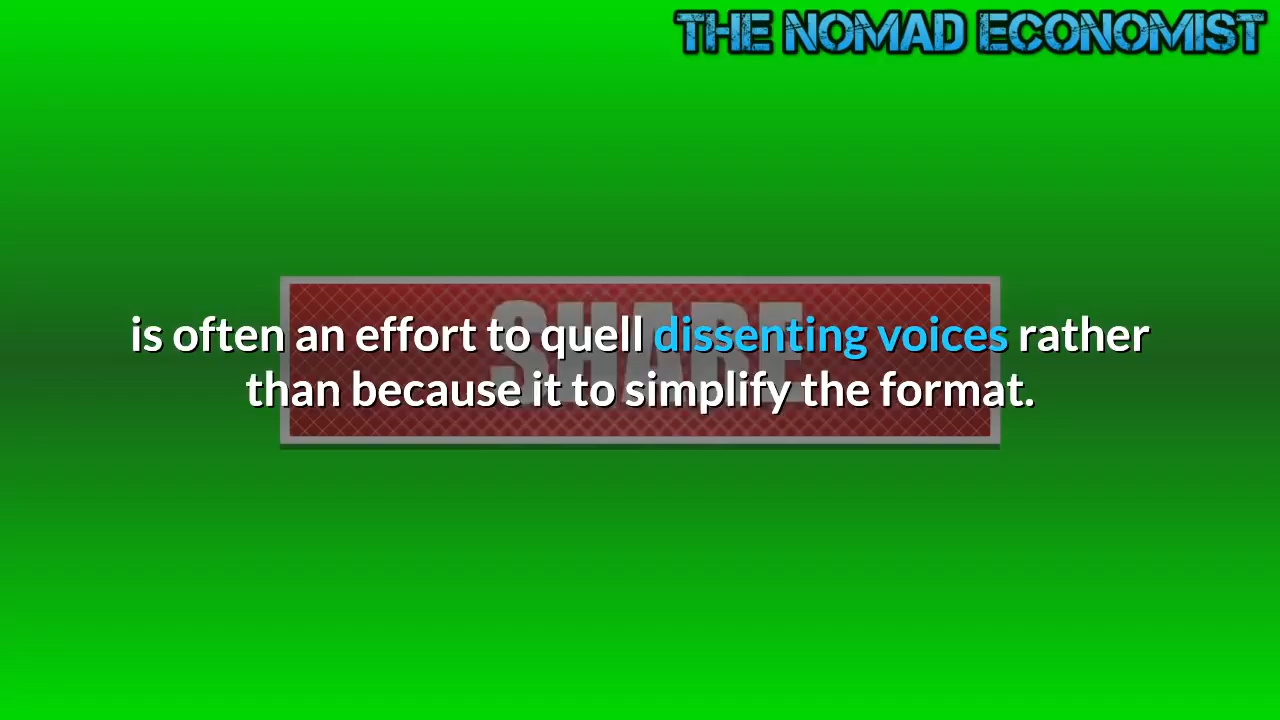 THE NOMAD ECONOMIST
SHARE
is often an effort to quell dissenting voices rather
than because it to simplify the format.